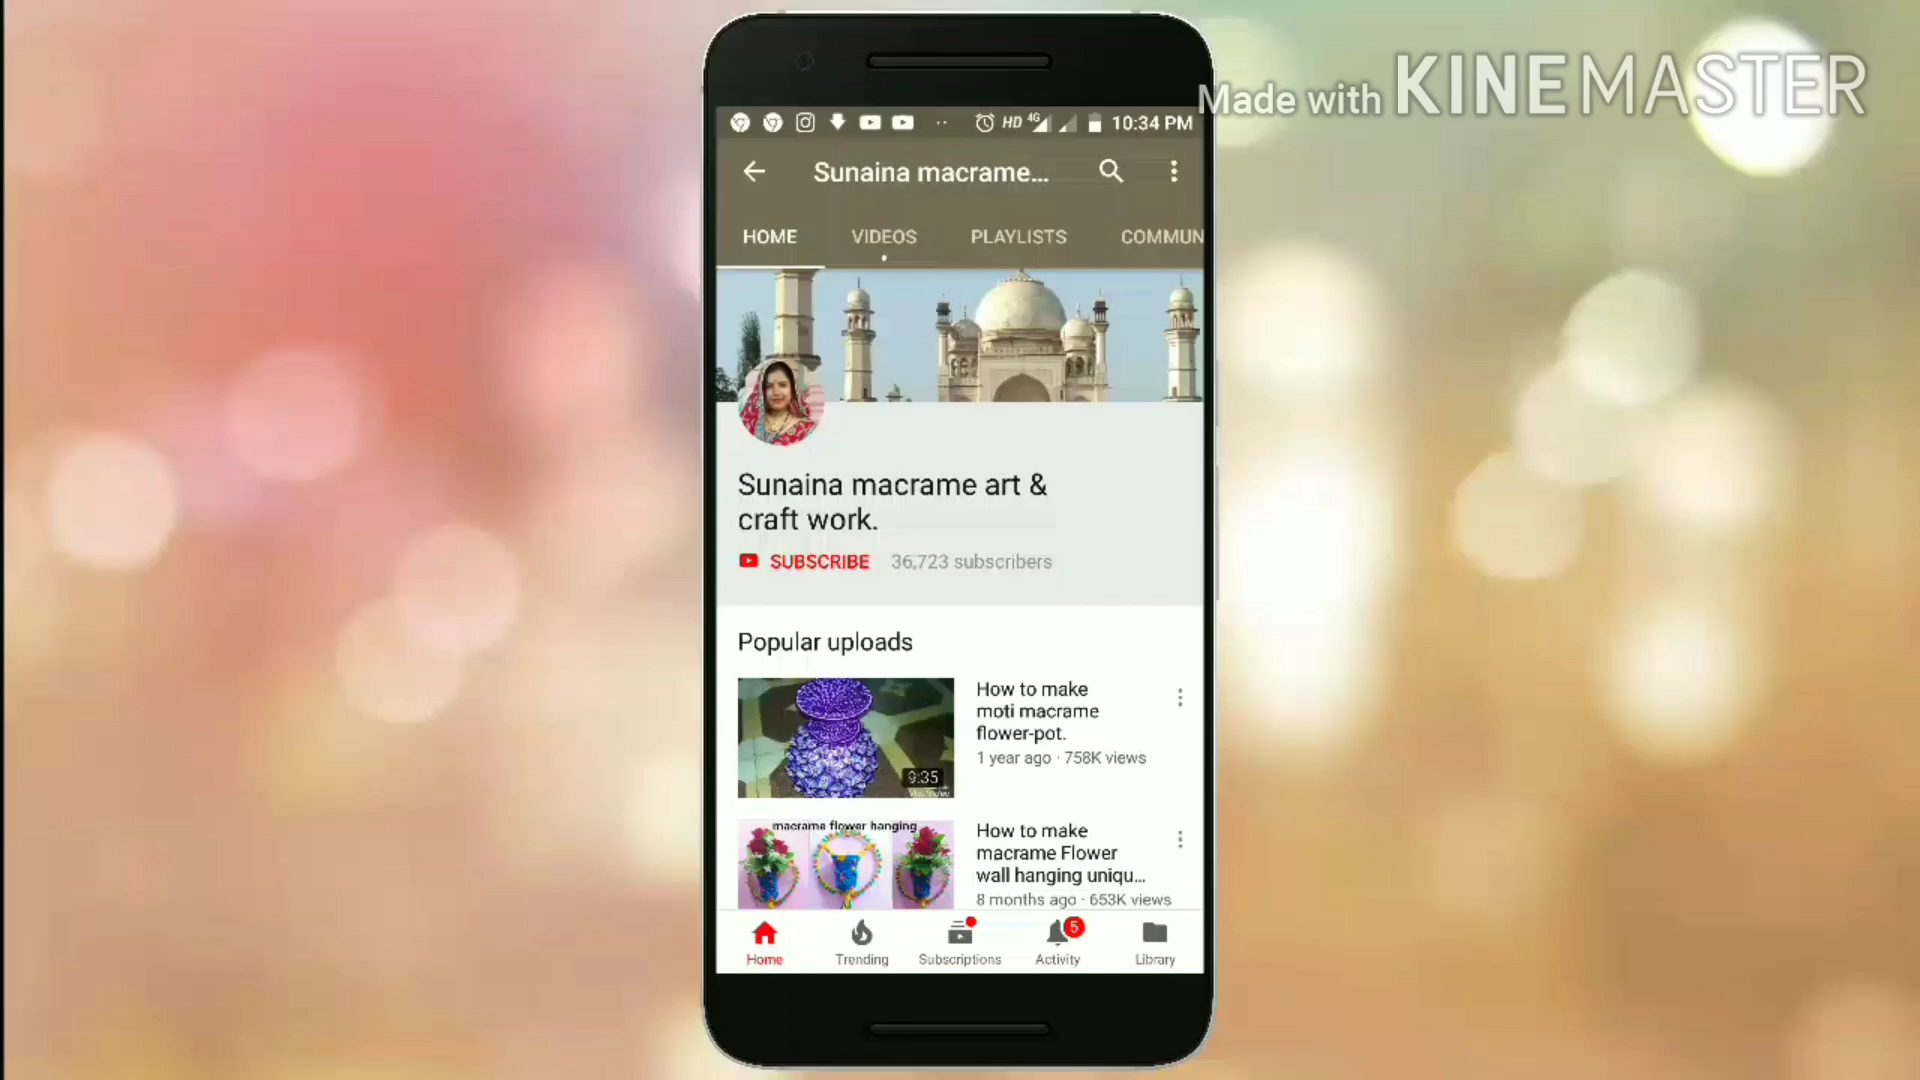 Made with KINEMASTER
HD 4G 10:34 PM
Sunaina macrame...
HOME VIDEOS PLAYLISTS COMMUN
Sunaina macrame art &
craft work.
SUBSCRIBE 36,723 subscribers
Popular uploads
How to make
moti macrame
flower-pot.
1 year ago · 758K views
9:35
macrame flower hanging
How to make
macrame Flower
wall hanging uniqu...
8 months ago · 653K views
5
Home Trending Subscriptions Activity Library